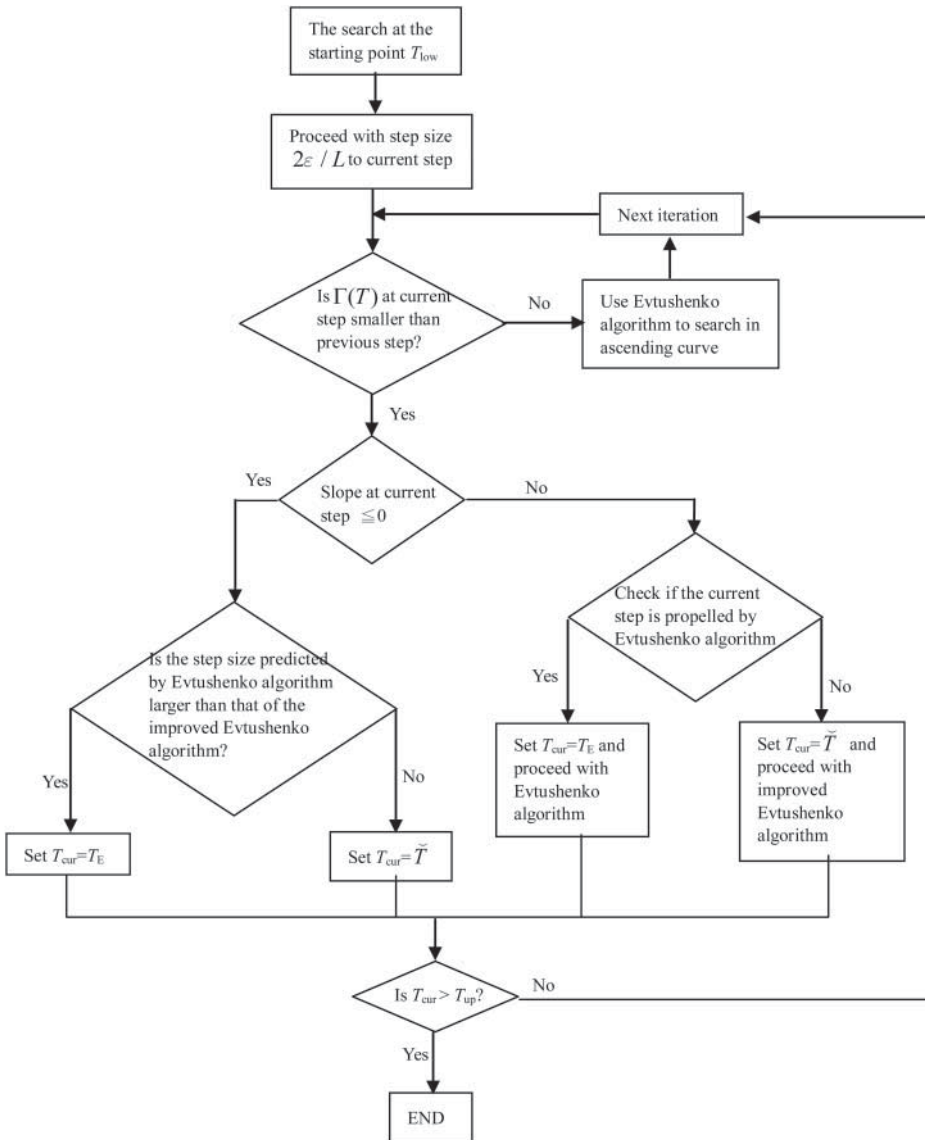 The search at the
starting point T_low
Proceed with step size
2ε / L to current step
Next iteration
Is Γ(T) at current
step smaller than
previous step?
No
Use Evtushenko
algorithm to search in
ascending curve
Yes
Yes
Slope at current
step ≦0
No
Check if the current
step is propelled by
Evtushenko algorithm
Is the step size predicted
by Evtushenko algorithm
larger than that of the
improved Evtushenko
algorithm?
Yes
No
Yes
No
Set T_cur=T_E and
proceed with
Evtushenko
algorithm
Set T_cur=T̆ and
proceed with
improved
Evtushenko
algorithm
Set T_cur=T_E
Set T_cur=T̆
Is T_cur > T_up?
No
Yes
END